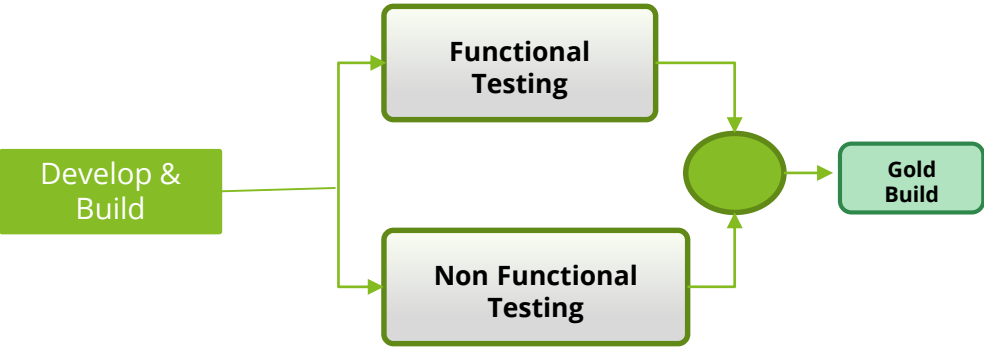 Functional
Testing
Develop &
Build
Gold
Build
Non Functional
Testing